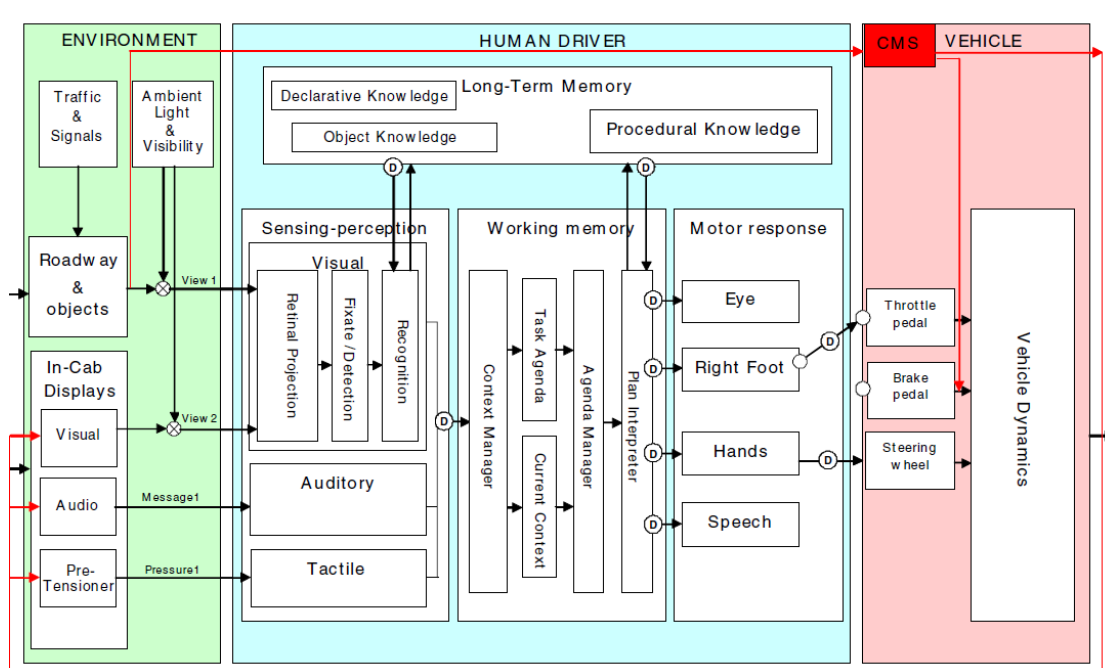 ENVIRONMENT
HUMAN DRIVER
CMS
VEHICLE
Traffic
&
Signals
Ambient
Light
&
Visibility
Long-Term Memory
Declarative Knowledge
Object Knowledge
Procedural Knowledge
D
D
Roadway
&
objects
View 1
Sensing-perception
Visual
Retinal Projection
Fixate /Detection
Recognition
D
Working memory
Context Manager
Task Agenda
Current Context
Agenda Manager
Plan Interpreter
D
D
D
D
Motor response
Eye
Right Foot
Hands
Speech
D
D
Throttle
pedal
Brake
pedal
Steering
wheel
Vehicle Dynamics
In-Cab
Displays
Visual
View 2
Audio
Message1
Auditory
Pre-
Tensioner
Pressure1
Tactile